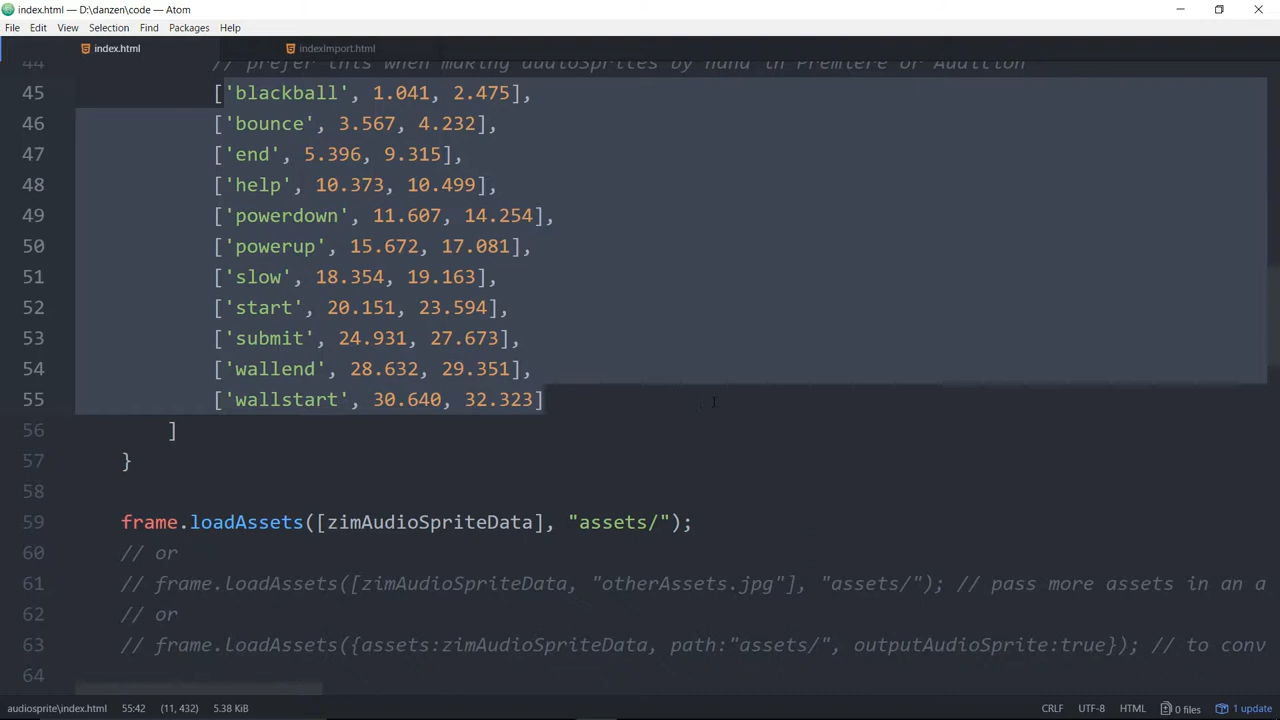 index.html — D:\danzen\code — Atom
File Edit View Selection Find Packages Help
index.html indexImport.html
44 // prefer this when making audioSprites by hand in Premiere or Audition
45 ['blackball', 1.041, 2.475],
46 ['bounce', 3.567, 4.232],
47 ['end', 5.396, 9.315],
48 ['help', 10.373, 10.499],
49 ['powerdown', 11.607, 14.254],
50 ['powerup', 15.672, 17.081],
51 ['slow', 18.354, 19.163],
52 ['start', 20.151, 23.594],
53 ['submit', 24.931, 27.673],
54 ['wallend', 28.632, 29.351],
55 ['wallstart', 30.640, 32.323]
56 ]
57 }
58
59 frame.loadAssets([zimAudioSpriteData], "assets/");
60 // or
61 // frame.loadAssets([zimAudioSpriteData, "otherAssets.jpg"], "assets/"); // pass more assets in an a
62 // or
63 // frame.loadAssets({assets:zimAudioSpriteData, path:"assets/", outputAudioSprite:true}); // to conv
64
audiosprite\index.html 55:42 (11, 432) 5.38 KiB CRLF UTF-8 HTML 0 files 1 update